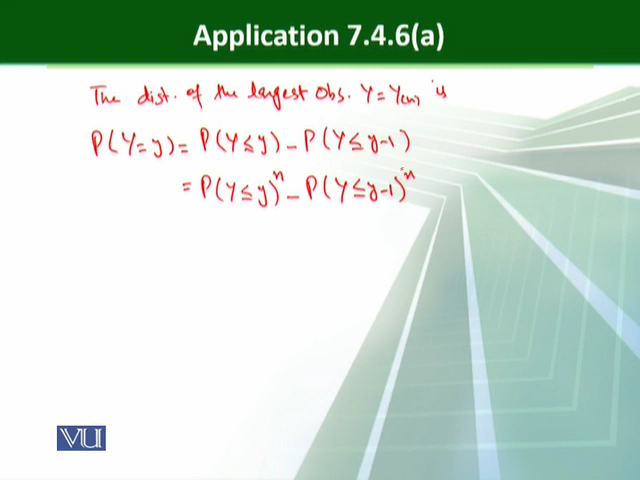 Application 7.4.6(a)
The dist. of the largest obs. Y = Y(n) is
P(Y=y) = P(Y≤y) - P(Y≤y-1)
= P(Y≤y)^n - P(Y≤y-1)^n
VU